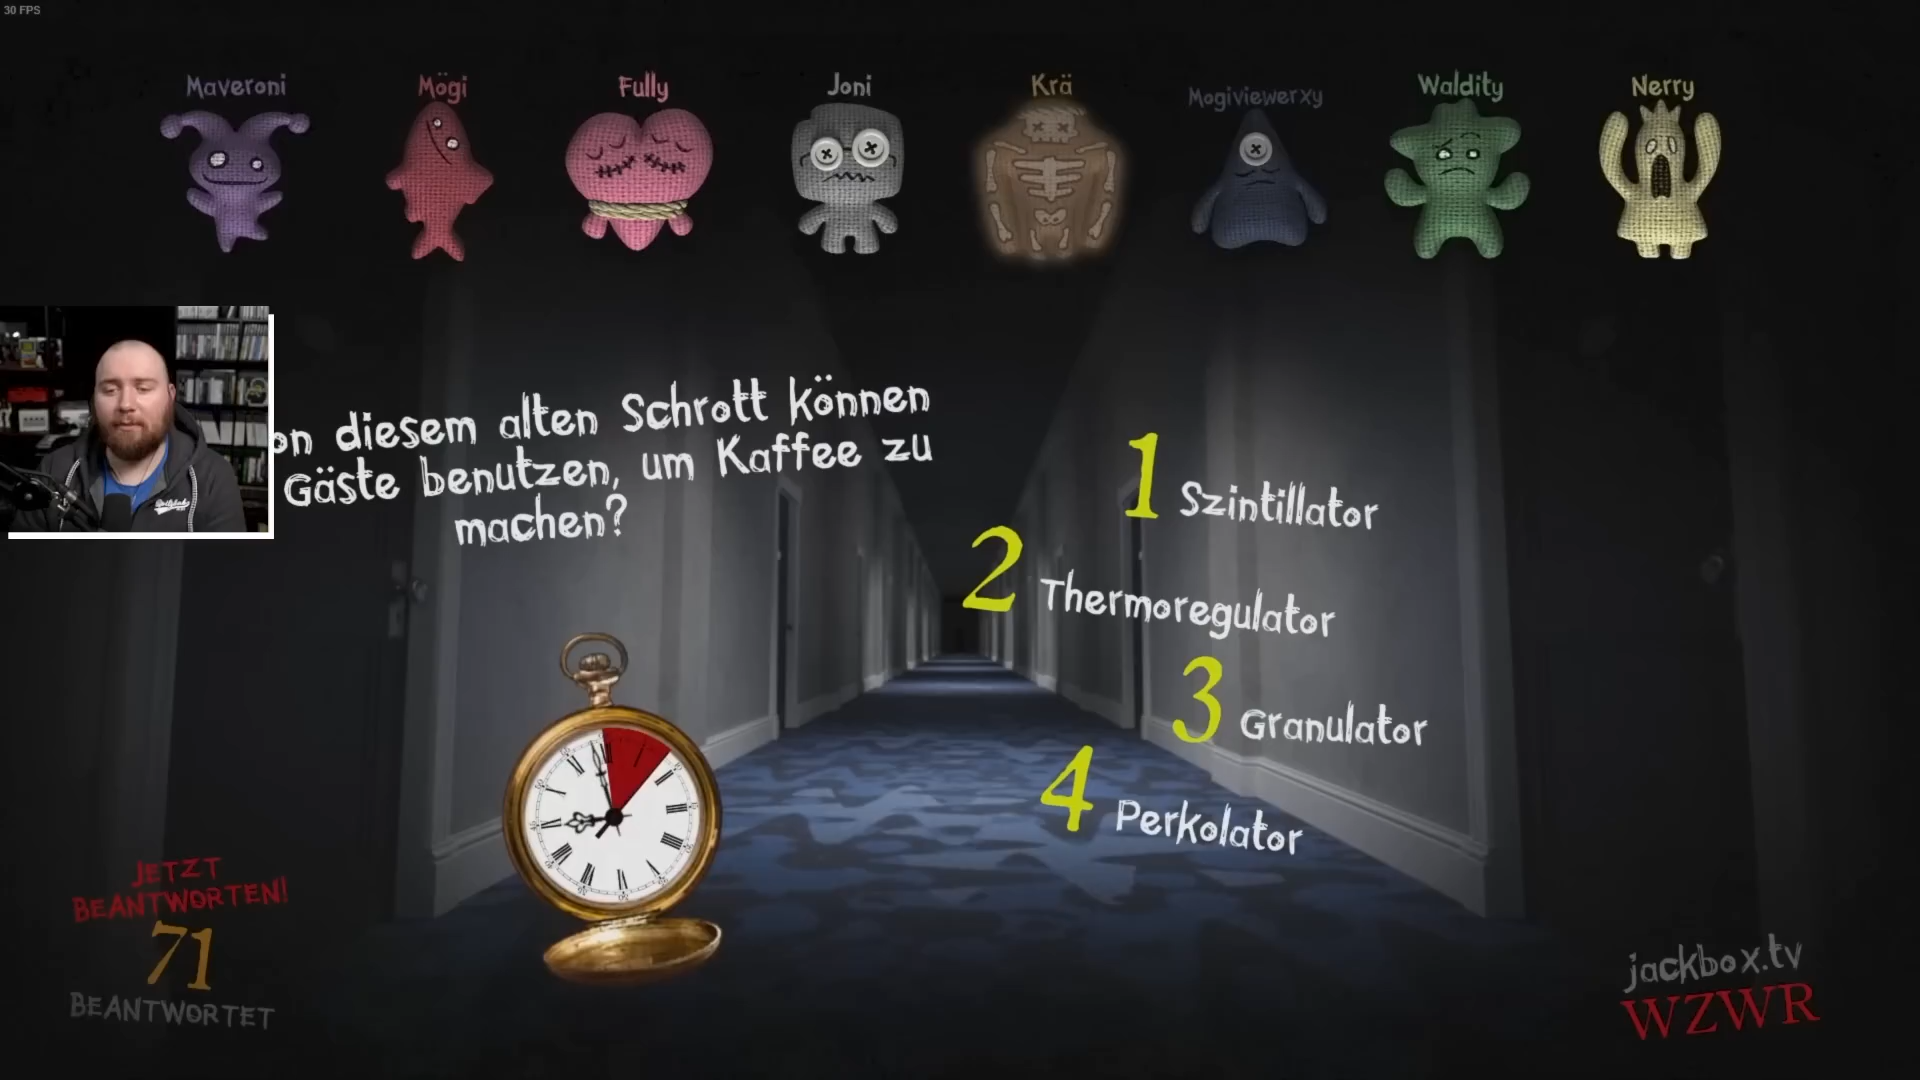 30 FPS
Maveroni
Mögi
Fully
Joni
Krä
Mogiviewerxy
Waldity
Nerry
on diesem alten Schrott können
Gäste benutzen, um Kaffee zu
machen?
1 Szintillator
2 Thermoregulator
3 Granulator
4 Perkolator
JETZT
BEANTWORTEN!
71
BEANTWORTET
jackbox.tv
WZWR